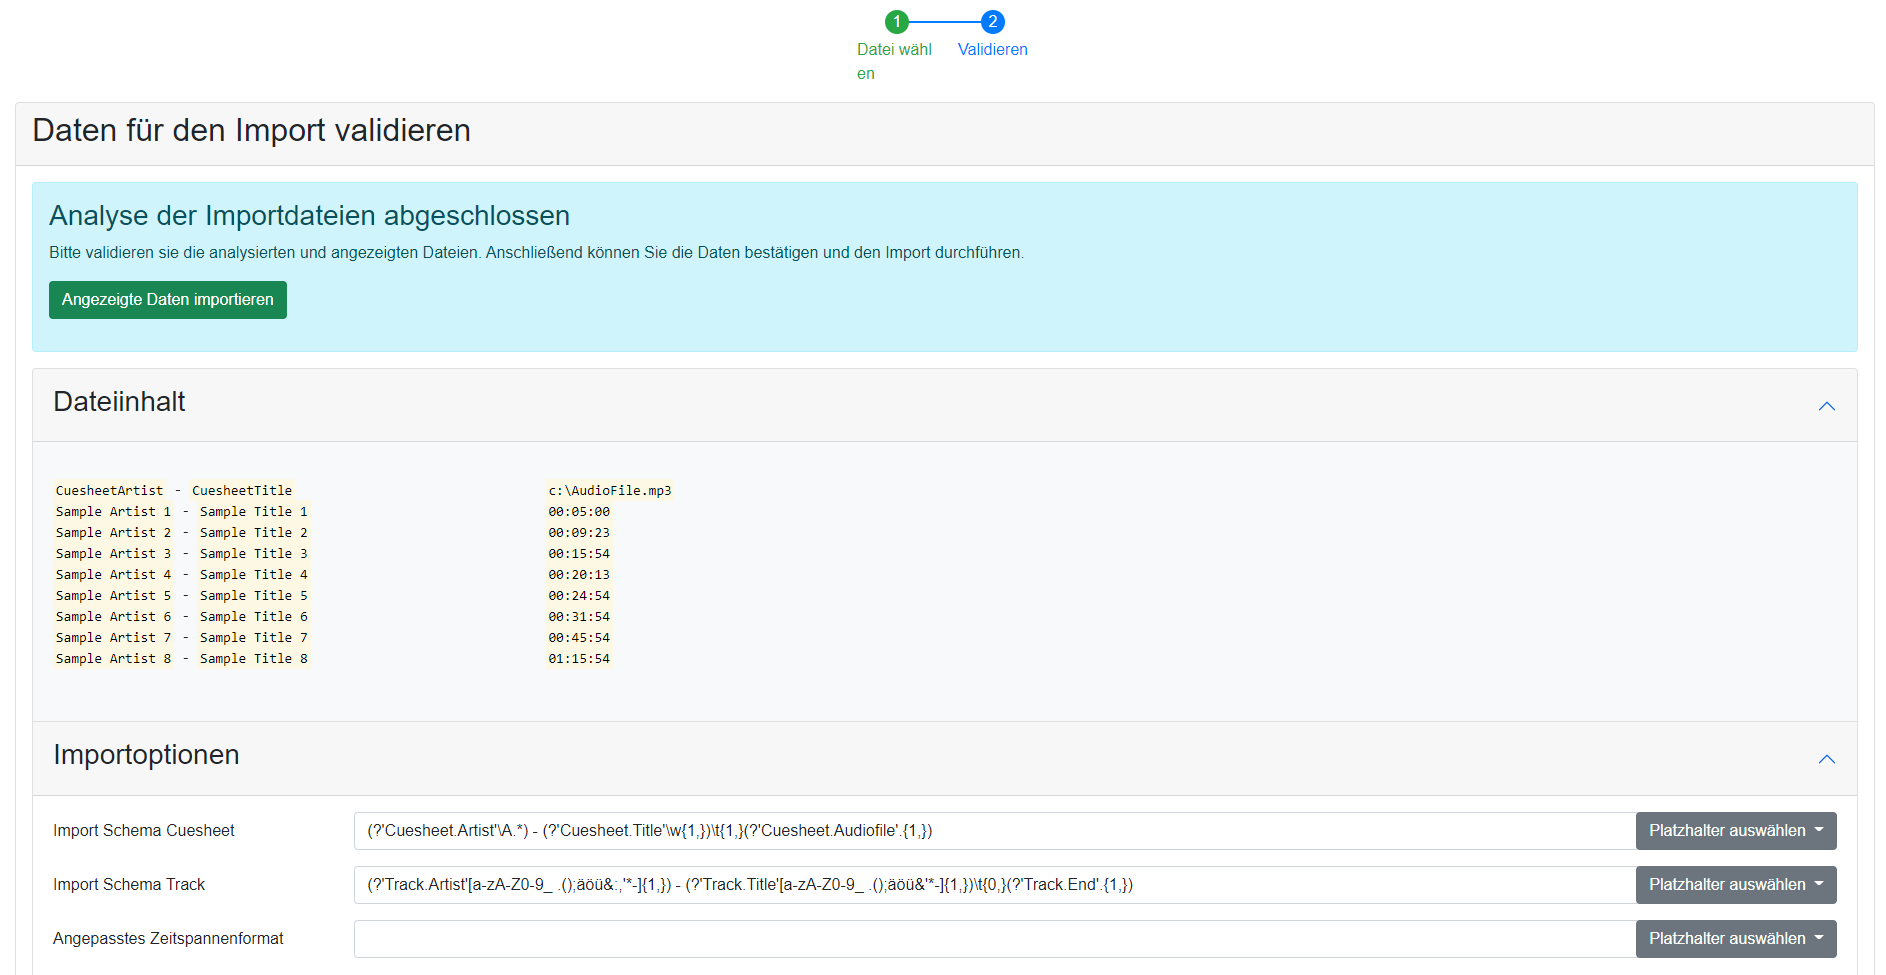 1 2
Datei wähl Validieren
en
Daten für den Import validieren
Analyse der Importdateien abgeschlossen
Bitte validieren sie die analysierten und angezeigten Dateien. Anschließend können Sie die Daten bestätigen und den Import durchführen.
Angezeigte Daten importieren
Dateiinhalt
CuesheetArtist - CuesheetTitle c:\AudioFile.mp3
Sample Artist 1 - Sample Title 1 00:05:00
Sample Artist 2 - Sample Title 2 00:09:23
Sample Artist 3 - Sample Title 3 00:15:54
Sample Artist 4 - Sample Title 4 00:20:13
Sample Artist 5 - Sample Title 5 00:24:54
Sample Artist 6 - Sample Title 6 00:31:54
Sample Artist 7 - Sample Title 7 00:45:54
Sample Artist 8 - Sample Title 8 01:15:54
Importoptionen
Import Schema Cuesheet (?'Cuesheet.Artist'\A.*) - (?'Cuesheet.Title'\w{1,})\t{1,}(?'Cuesheet.Audiofile'.{1,}) Platzhalter auswählen
Import Schema Track (?'Track.Artist'[a-zA-Z0-9_ .();äöü&:,'*-]{1,}) - (?'Track.Title'[a-zA-Z0-9_ .();äöü&'*-]{1,})\t{0,}(?'Track.End'.{1,}) Platzhalter auswählen
Angepasstes Zeitspannenformat Platzhalter auswählen